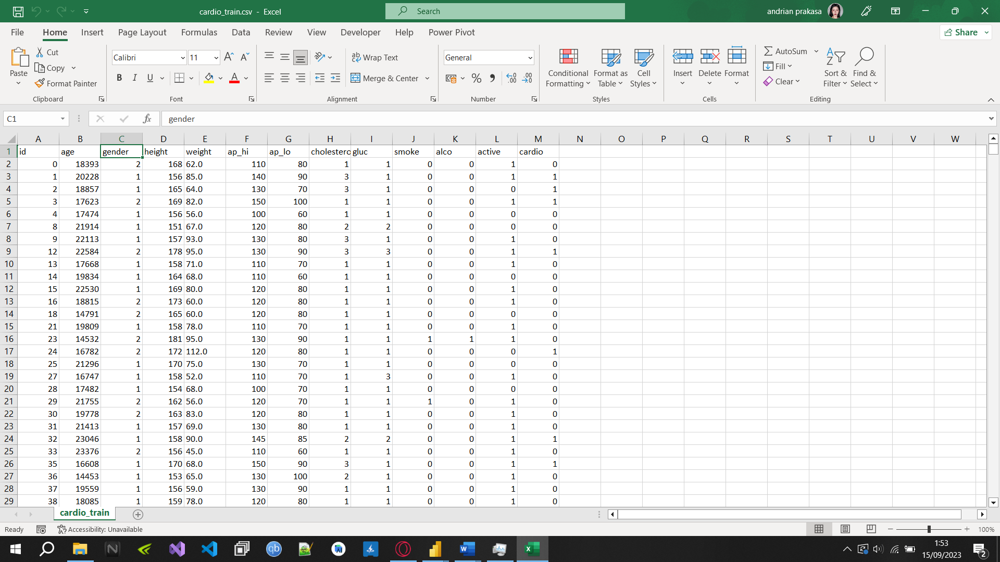 cardio_train.csv - Excel
Search
andrian prakasa
File Home Insert Page Layout Formulas Data Review View Developer Help Power Pivot
Share
Paste
Cut
Copy
Format Painter
Clipboard
Calibri 11
B I U
Font
Wrap Text
Merge & Center
Alignment
General
Number
Conditional Formatting
Format as Table
Cell Styles
Styles
Insert Delete Format
Cells
AutoSum
Fill
Clear
Sort & Filter
Find & Select
Editing
C1 fx gender
A B C D E F G H I J K L M N O P Q R S T U V W
1 id age gender height weight ap_hi ap_lo cholestero gluc smoke alco active cardio
2 0 18393 2 168 62.0 110 80 1 1 0 0 1 0
3 1 20228 1 156 85.0 140 90 3 1 0 0 1 1
4 2 18857 1 165 64.0 130 70 3 1 0 0 0 1
5 3 17623 2 169 82.0 150 100 1 1 0 0 1 1
6 4 17474 1 156 56.0 100 60 1 1 0 0 0 0
7 8 21914 1 151 67.0 120 80 2 2 0 0 0 0
8 9 22113 1 157 93.0 130 80 3 1 0 0 1 0
9 12 22584 2 178 95.0 130 90 3 3 0 0 1 1
10 13 17668 1 158 71.0 110 70 1 1 0 0 1 0
11 14 19834 1 164 68.0 110 60 1 1 0 0 0 0
12 15 22530 1 169 80.0 120 80 1 1 0 0 1 0
13 16 18815 2 173 60.0 120 80 1 1 0 0 1 0
14 18 14791 2 165 60.0 120 80 1 1 0 0 0 0
15 21 19809 1 158 78.0 110 70 1 1 0 0 1 0
16 23 14532 2 181 95.0 130 90 1 1 1 1 1 0
17 24 16782 2 172 112.0 120 80 1 1 0 0 0 1
18 25 21296 1 170 75.0 130 70 1 1 0 0 0 0
19 27 16747 1 158 52.0 110 70 1 3 0 0 1 0
20 28 17482 1 154 68.0 100 70 1 1 0 0 0 0
21 29 21755 2 162 56.0 120 70 1 1 1 0 1 0
22 30 19778 2 163 83.0 120 80 1 1 0 0 1 0
23 31 21413 1 157 69.0 130 80 1 1 0 0 1 0
24 32 23046 1 158 90.0 145 85 2 2 0 0 1 1
25 33 23376 2 156 45.0 110 60 1 1 0 0 1 0
26 35 16608 1 170 68.0 150 90 3 1 0 0 1 1
27 36 14453 1 153 65.0 130 100 2 1 0 0 1 0
28 37 19559 1 156 59.0 130 90 1 1 0 0 1 0
29 38 18085 1 159 78.0 120 80 1 1 0 0 1 0
cardio_train
Ready Accessibility: Unavailable 100%
1:53
15/09/2023
2